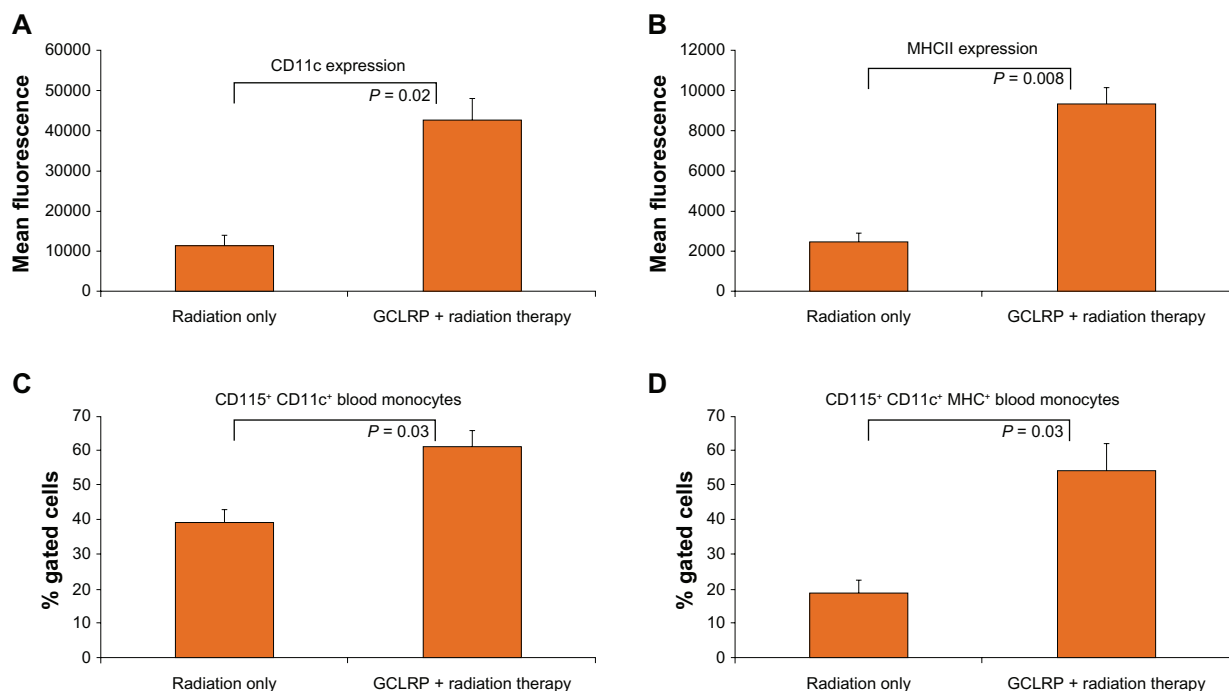 A
CD11c expression
P = 0.02
Mean fluorescence
60000
50000
40000
30000
20000
10000
0
Radiation only
GCLRP + radiation therapy
B
MHCII expression
P = 0.008
Mean fluorescence
12000
10000
8000
6000
4000
2000
0
Radiation only
GCLRP + radiation therapy
C
CD115⁺ CD11c⁺ blood monocytes
P = 0.03
% gated cells
70
60
50
40
30
20
10
0
Radiation only
GCLRP + radiation therapy
D
CD115⁺ CD11c⁺ MHC⁺ blood monocytes
P = 0.03
% gated cells
70
60
50
40
30
20
10
0
Radiation only
GCLRP + radiation therapy